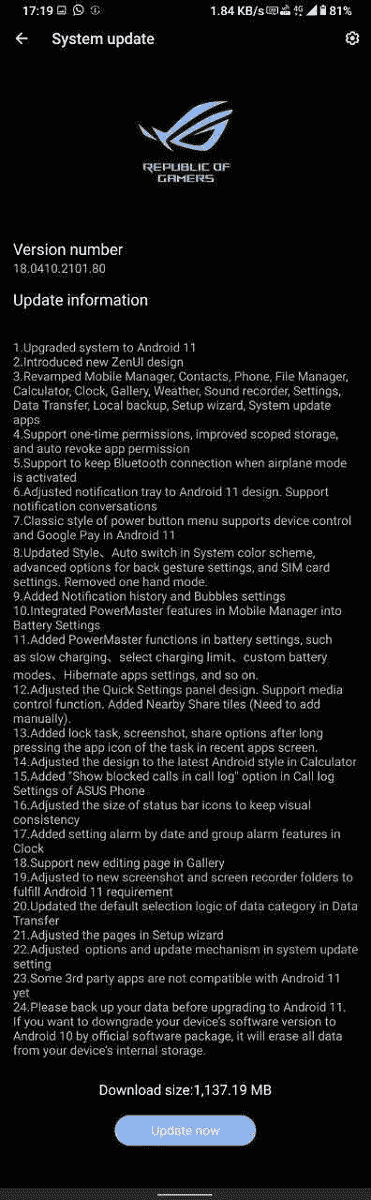 17:19 1.84 KB/s 4G 81%
System update
REPUBLIC OF
GAMERS
Version number
18.0410.2101.80
Update information
1.Upgraded system to Android 11
2.Introduced new ZenUI design
3.Revamped Mobile Manager, Contacts, Phone, File Manager,
Calculator, Clock, Gallery, Weather, Sound recorder, Settings,
Data Transfer, Local backup, Setup wizard, System update
apps
4.Support one-time permissions, improved scoped storage,
and auto revoke app permission
5.Support to keep Bluetooth connection when airplane mode
is activated
6.Adjusted notification tray to Android 11 design. Support
notification conversations
7.Classic style of power button menu supports device control
and Google Pay in Android 11
8.Updated Style、Auto switch in System color scheme,
advanced options for back gesture settings, and SIM card
settings. Removed one hand mode.
9.Added Notification history and Bubbles settings
10.Integrated PowerMaster features in Mobile Manager into
Battery Settings
11.Added PowerMaster functions in battery settings, such
as slow charging、select charging limit、custom battery
modes、Hibernate apps settings, and so on.
12.Adjusted the Quick Settings panel design. Support media
control function. Added Nearby Share tiles (Need to add
manually).
13.Added lock task, screenshot, share options after long
pressing the app icon of the task in recent apps screen.
14.Adjusted the design to the latest Android style in Calculator
15.Added "Show blocked calls in call log" option in Call log
Settings of ASUS Phone
16.Adjusted the size of status bar icons to keep visual
consistency
17.Added setting alarm by date and group alarm features in
Clock
18.Support new editing page in Gallery
19.Adjusted to new screenshot and screen recorder folders to
fulfill Android 11 requirement
20.Updated the default selection logic of data category in Data
Transfer
21.Adjusted the pages in Setup wizard
22.Adjusted options and update mechanism in system update
setting
23.Some 3rd party apps are not compatible with Android 11
yet
24.Please back up your data before upgrading to Android 11.
If you want to downgrade your device's software version to
Android 10 by official software package, it will erase all data
from your device's internal storage.
Download size:1,137.19 MB
Update now